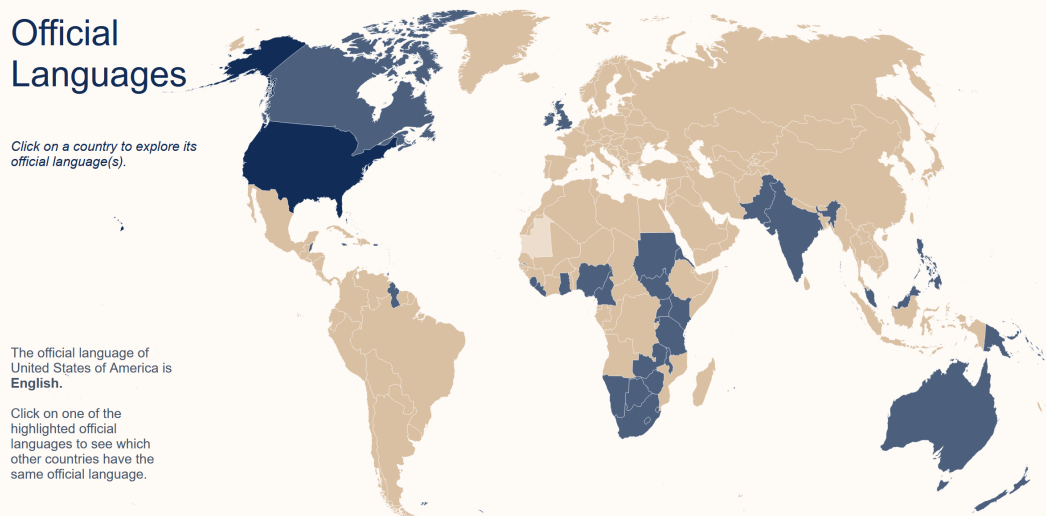 Official
Languages
Click on a country to explore its
official language(s).
The official language of
United States of America is
English.
Click on one of the
highlighted official
languages to see which
other countries have the
same official language.